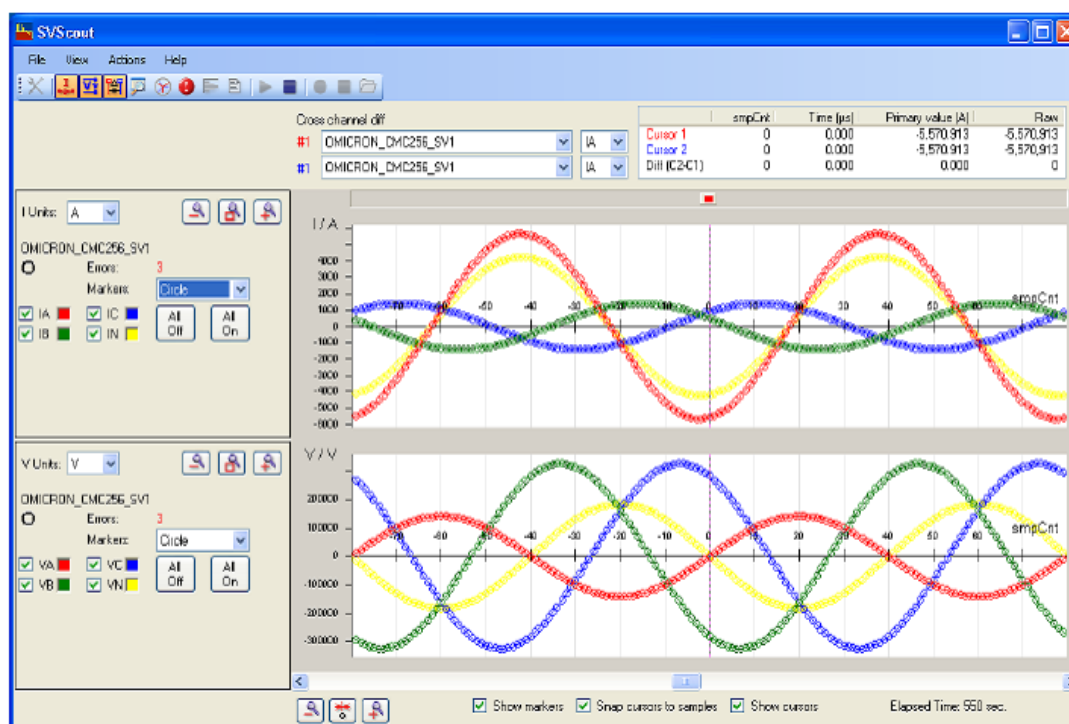 SVScout
File View Actions Help
Cross channel diff
#1 OMICRON_CMC256_SV1 IA
#1 OMICRON_CMC256_SV1 IA
smpCnt Time [µs] Primary value [A] Raw
Cursor 1 0 0.000 -5,570.913 -5,570,913
Cursor 2 0 0.000 -5,570.913 -5,570,913
Diff (C2-C1) 0 0.000 0.000 0
I Units: A
OMICRON_CMC256_SV1
Errors: 3
Markers: Circle
IA IC All Off All On
IB IN
I / A
4000
3000
2000
1000
0
-1000
-2000
-3000
-4000
-5000
-6000
-70 -60 -50 -40 -30 -20 -10 0 10 20 30 40 50 60 70
smpCnt
V Units: V
OMICRON_CMC256_SV1
Errors: 3
Markers: Circle
VA VC All Off All On
VB VN
V / V
200000
100000
0
-100000
-200000
-300000
-70 -60 -50 -40 -30 -20 -10 0 10 20 30 40 50 60 70
smpCnt
Show markers Snap cursors to samples Show cursors Elapsed Time: 550 sec.